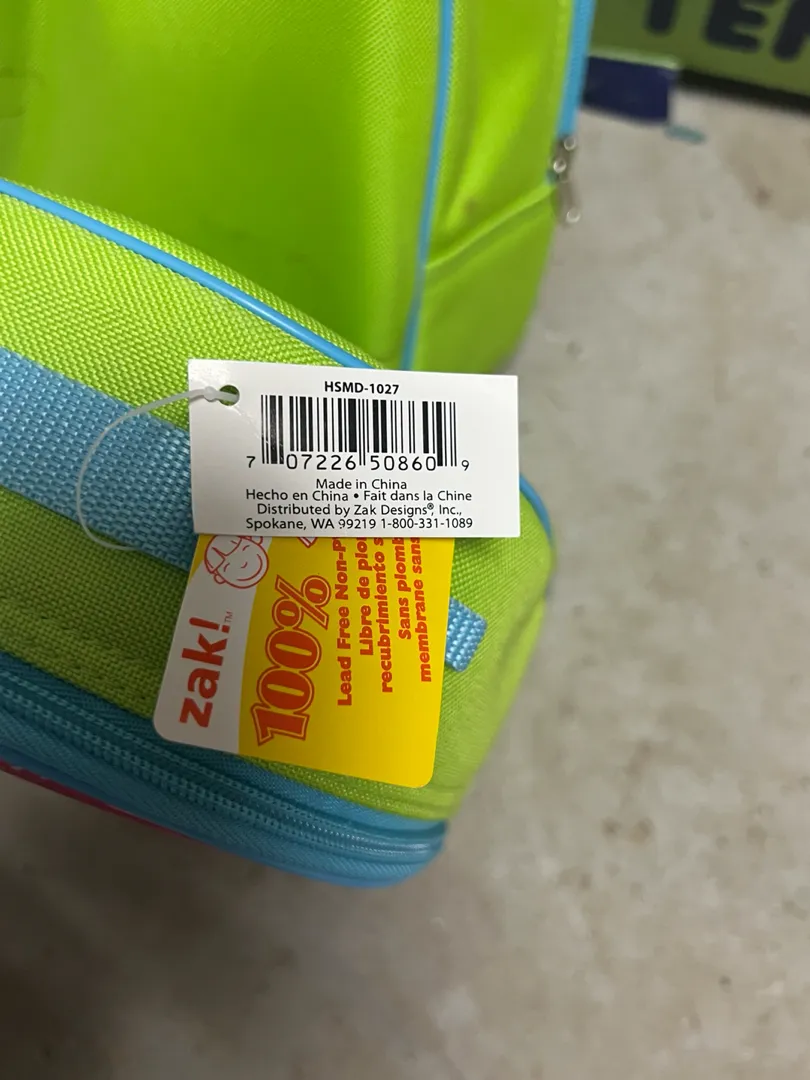 HSMD-1027
7 07226 50860 9
Made in China
Hecho en China • Fait dans la Chine
Distributed by Zak Designs®, Inc.,
Spokane, WA 99219 1-800-331-1089
zak!™
100%
Lead Free Non-P
Libre de plo
recubrimiento s
Sans plomb
membrane sans